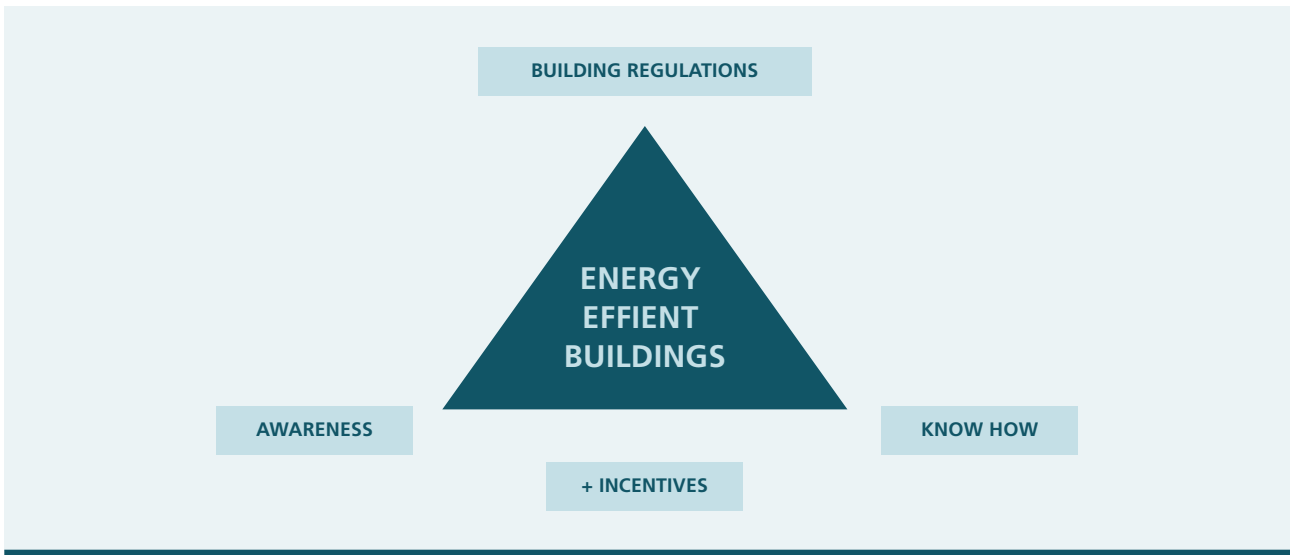 BUILDING REGULATIONS
ENERGY
EFFIENT
BUILDINGS
AWARENESS
KNOW HOW
+ INCENTIVES